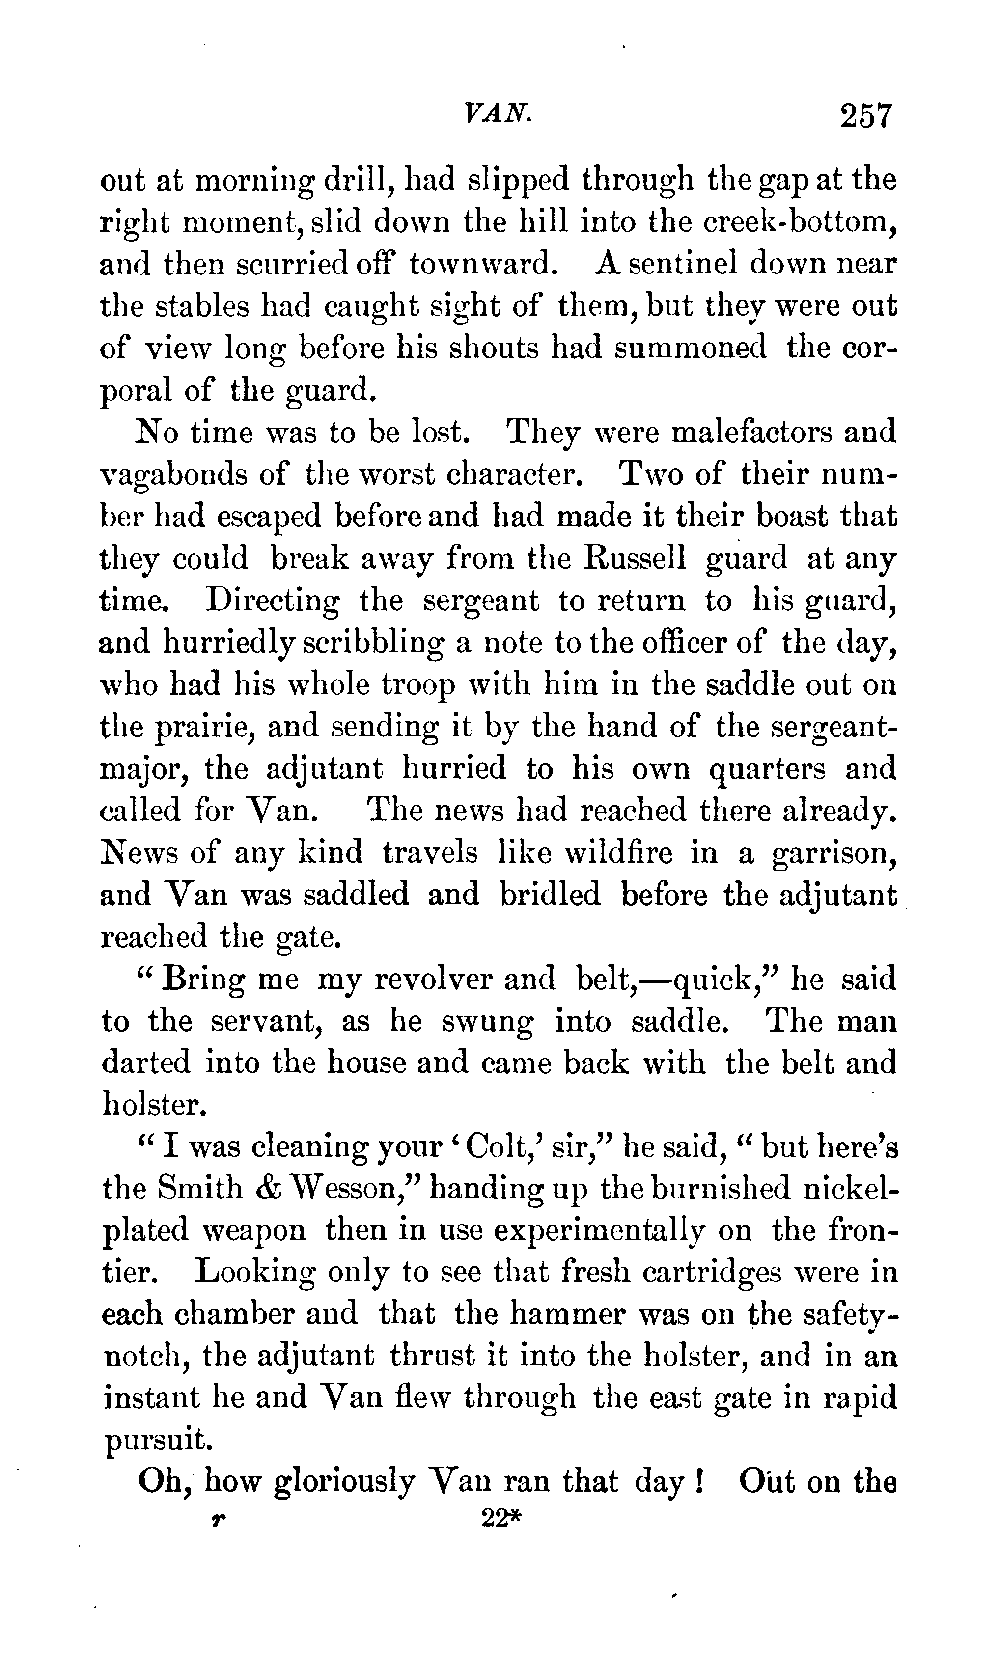 VAN. 257
out at morning drill, had slipped through the gap at the
right moment, slid down the hill into the creek-bottom,
and then scurried off townward. A sentinel down near
the stables had caught sight of them, but they were out
of view long before his shouts had summoned the cor-
poral of the guard.
No time was to be lost. They were malefactors and
vagabonds of the worst character. Two of their num-
ber had escaped before and had made it their boast that
they could break away from the Russell guard at any
time. Directing the sergeant to return to his guard,
and hurriedly scribbling a note to the officer of the day,
who had his whole troop with him in the saddle out on
the prairie, and sending it by the hand of the sergeant-
major, the adjutant hurried to his own quarters and
called for Van. The news had reached there already.
News of any kind travels like wildfire in a garrison,
and Van was saddled and bridled before the adjutant
reached the gate.
“Bring me my revolver and belt,—quick,” he said
to the servant, as he swung into saddle. The man
darted into the house and came back with the belt and
holster.
“I was cleaning your ‘Colt,’ sir,” he said, “but here’s
the Smith & Wesson,” handing up the burnished nickel-
plated weapon then in use experimentally on the fron-
tier. Looking only to see that fresh cartridges were in
each chamber and that the hammer was on the safety-
notch, the adjutant thrust it into the holster, and in an
instant he and Van flew through the east gate in rapid
pursuit.
Oh, how gloriously Van ran that day! Out on the
r 22*